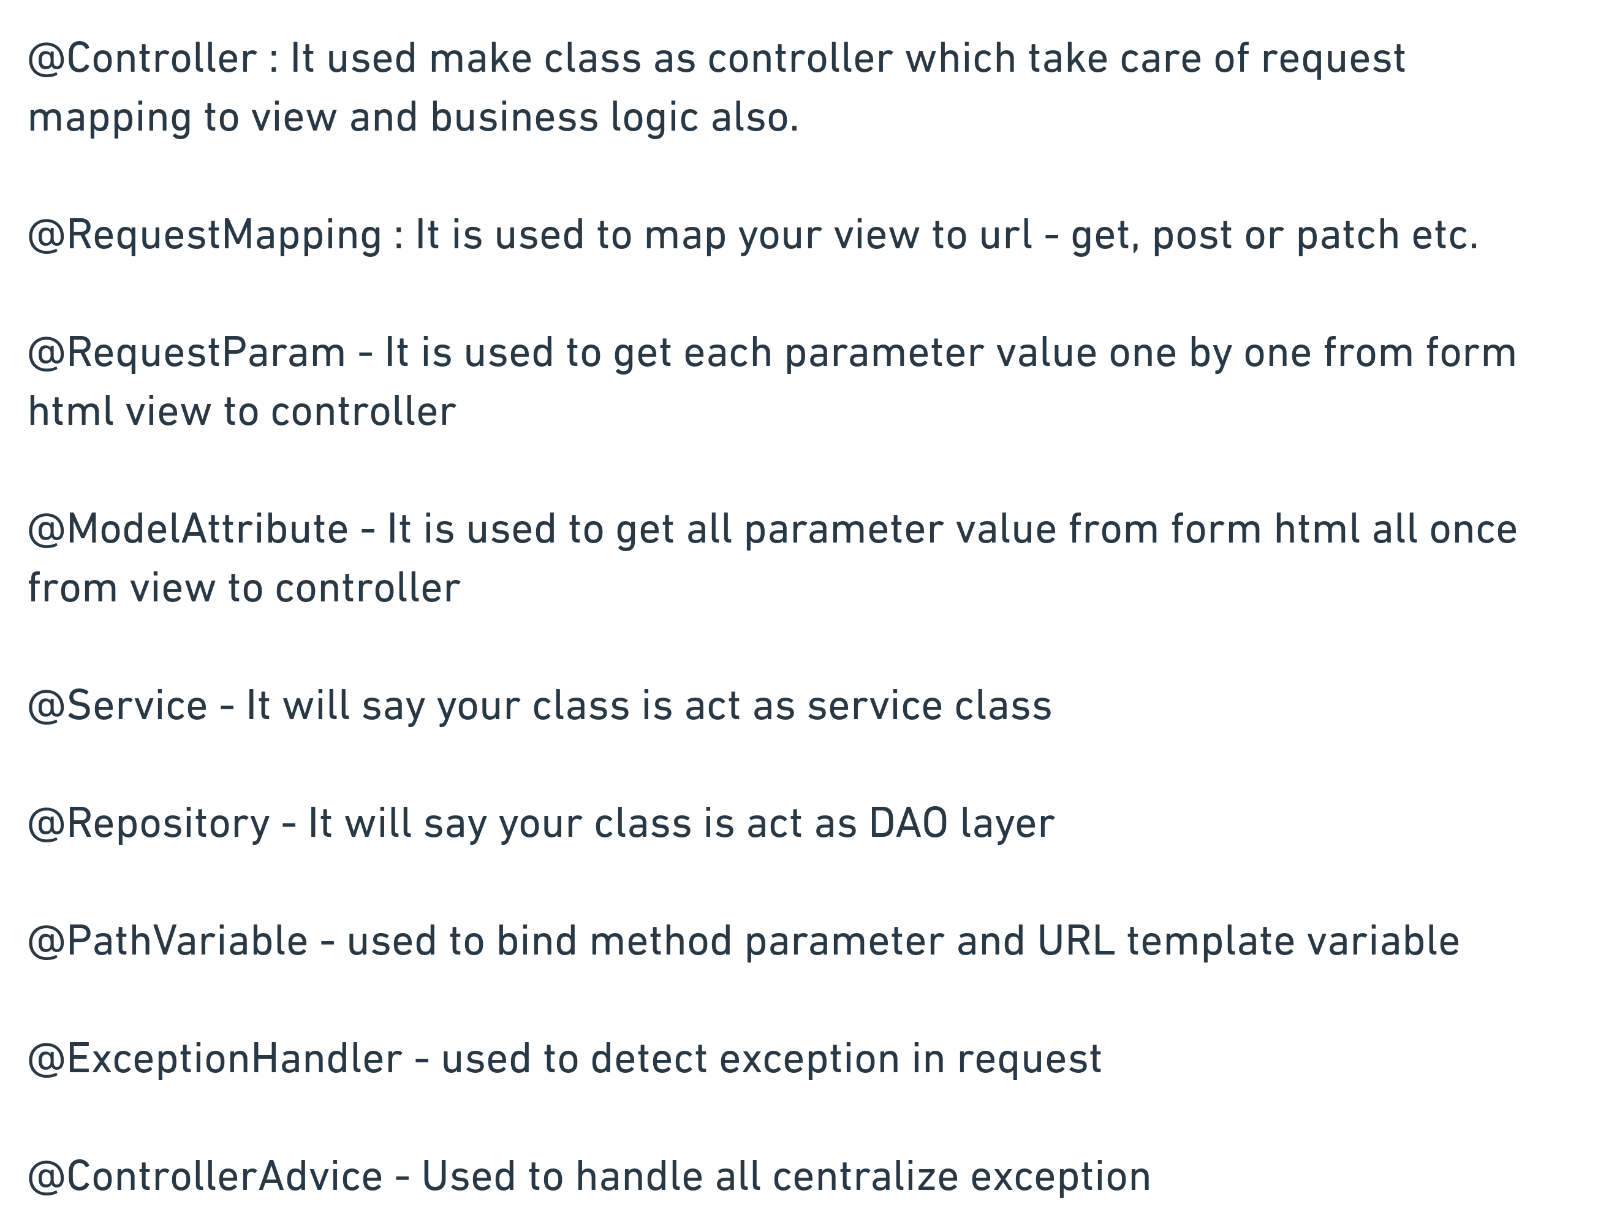 @Controller : It used make class as controller which take care of request
mapping to view and business logic also.
@RequestMapping : It is used to map your view to url - get, post or patch etc.
@RequestParam - It is used to get each parameter value one by one from form
html view to controller
@ModelAttribute - It is used to get all parameter value from form html all once
from view to controller
@Service - It will say your class is act as service class
@Repository - It will say your class is act as DAO layer
@PathVariable - used to bind method parameter and URL template variable
@ExceptionHandler - used to detect exception in request
@ControllerAdvice - Used to handle all centralize exception